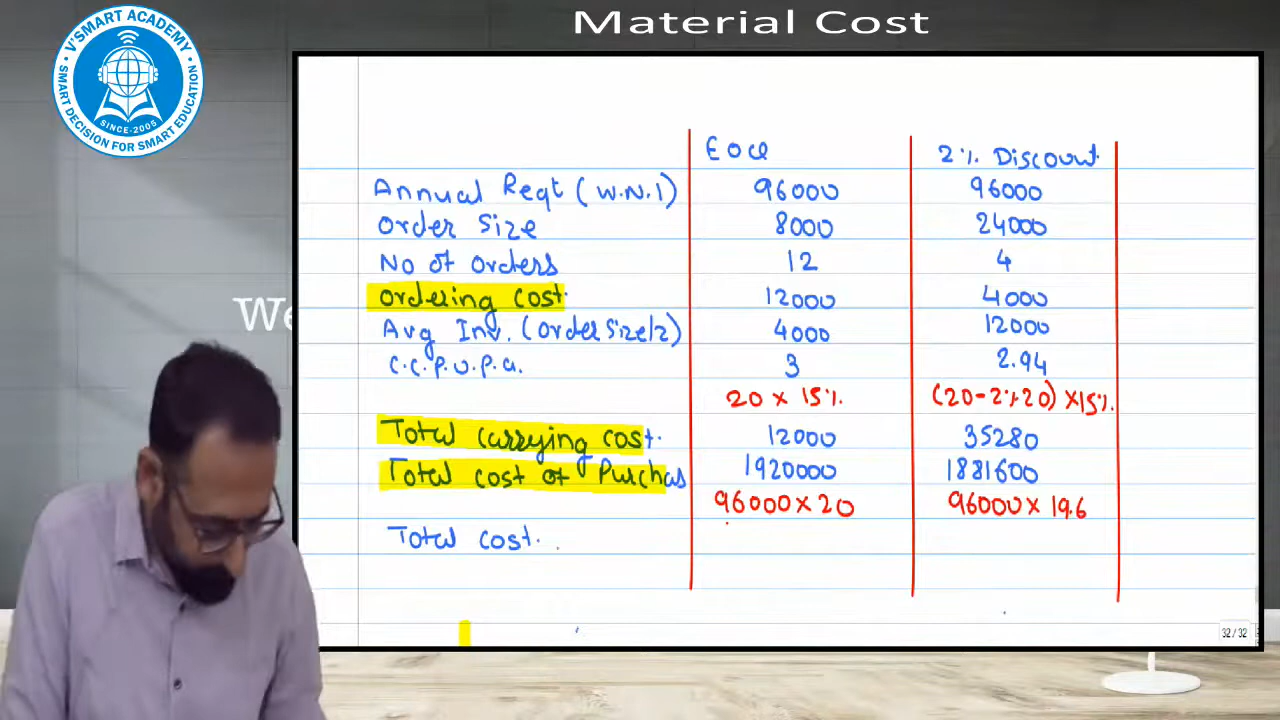 Material Cost
V'SMART ACADEMY
SMART DECISION FOR SMART EDUCATION
SINCE-2005
We
EOQ 2% Discount
Annual Reqt (W.N.1) 96000 96000
Order Size 8000 24000
No of orders 12 4
Ordering cost 12000 4000
Avg Inv. (Order Size/2) 4000 12000
C.C.P.U.P.a. 3 2.94
20 x 15% (20-2%20) x 15%
Total carrying cost. 12000 35280
Total cost of Purchas 1920000 1881600
96000 x 20 96000 x 19.6
Total cost.
32/32